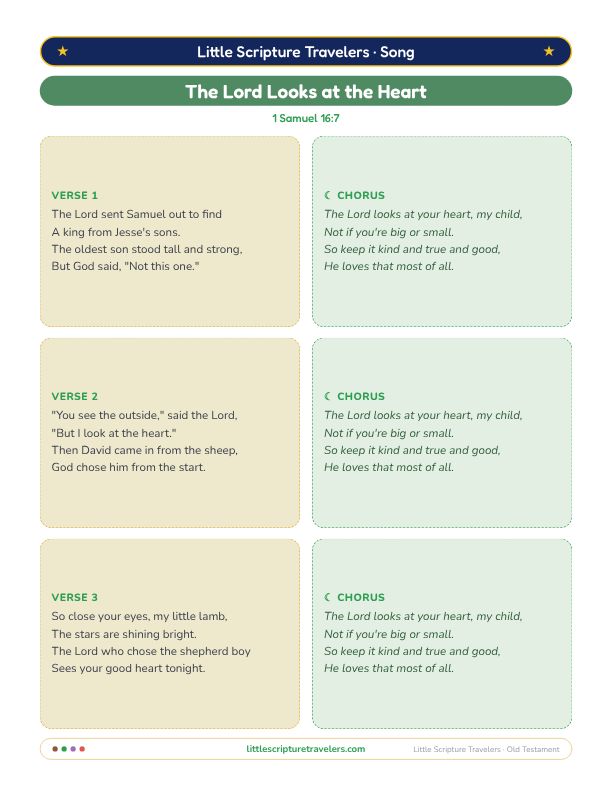 Little Scripture Travelers · Song
The Lord Looks at the Heart
1 Samuel 16:7
VERSE 1
The Lord sent Samuel out to find
A king from Jesse's sons.
The oldest son stood tall and strong,
But God said, "Not this one."
CHORUS
The Lord looks at your heart, my child,
Not if you're big or small.
So keep it kind and true and good,
He loves that most of all.
VERSE 2
"You see the outside," said the Lord,
"But I look at the heart."
Then David came in from the sheep,
God chose him from the start.
CHORUS
The Lord looks at your heart, my child,
Not if you're big or small.
So keep it kind and true and good,
He loves that most of all.
VERSE 3
So close your eyes, my little lamb,
The stars are shining bright.
The Lord who chose the shepherd boy
Sees your good heart tonight.
CHORUS
The Lord looks at your heart, my child,
Not if you're big or small.
So keep it kind and true and good,
He loves that most of all.
littlescripturetravelers.com
Little Scripture Travelers · Old Testament